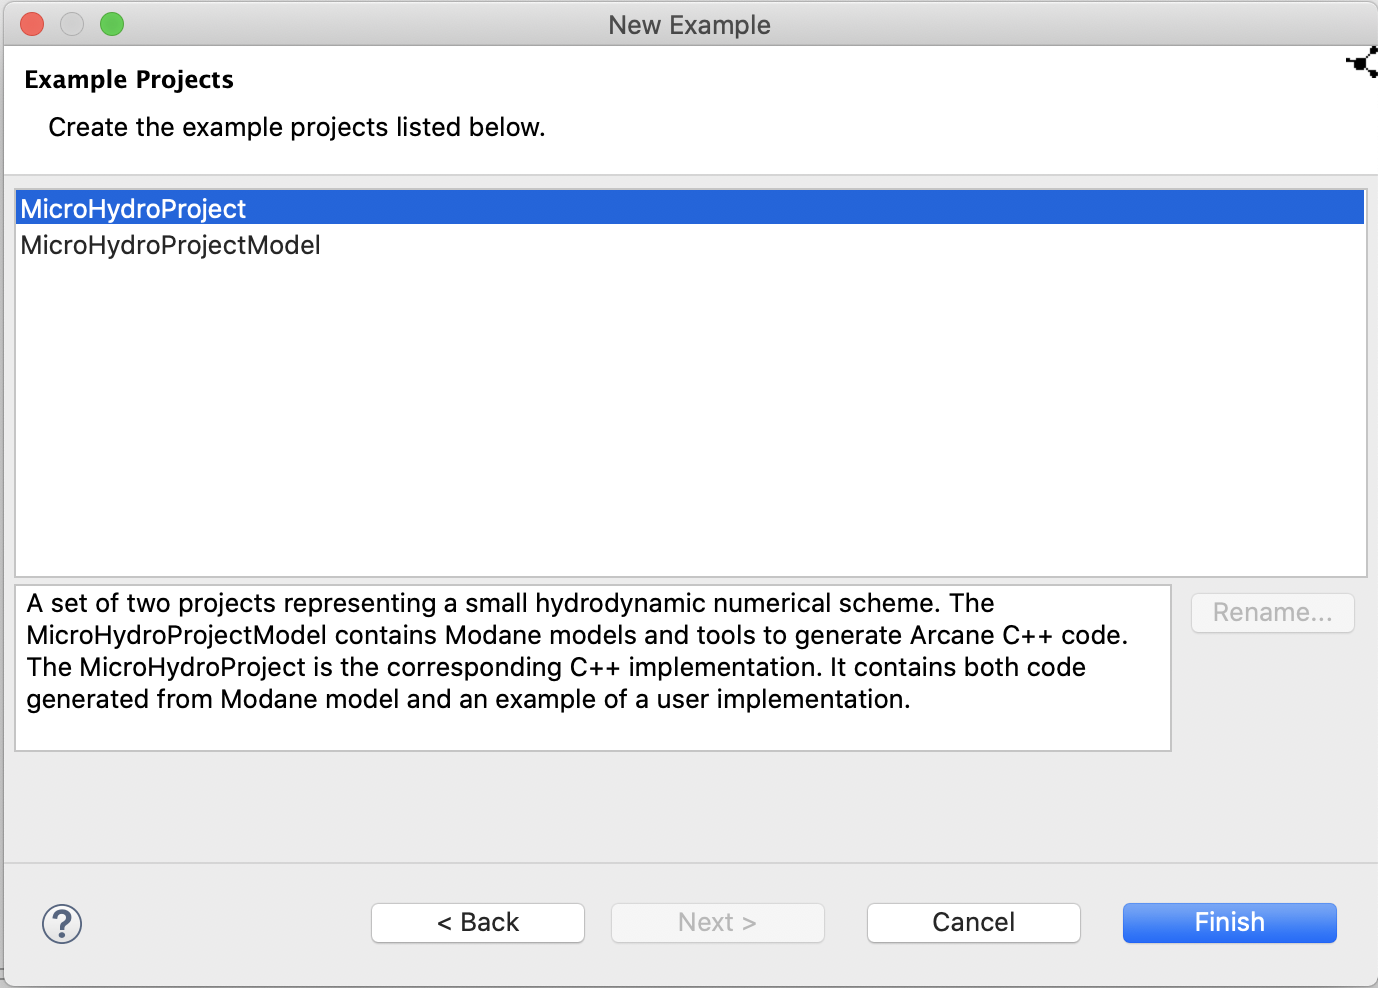 New Example
Example Projects
Create the example projects listed below.
MicroHydroProject
MicroHydroProjectModel
A set of two projects representing a small hydrodynamic numerical scheme. The
MicroHydroProjectModel contains Modane models and tools to generate Arcane C++ code.
The MicroHydroProject is the corresponding C++ implementation. It contains both code
generated from Modane model and an example of a user implementation.
Rename...
?
< Back
Next >
Cancel
Finish